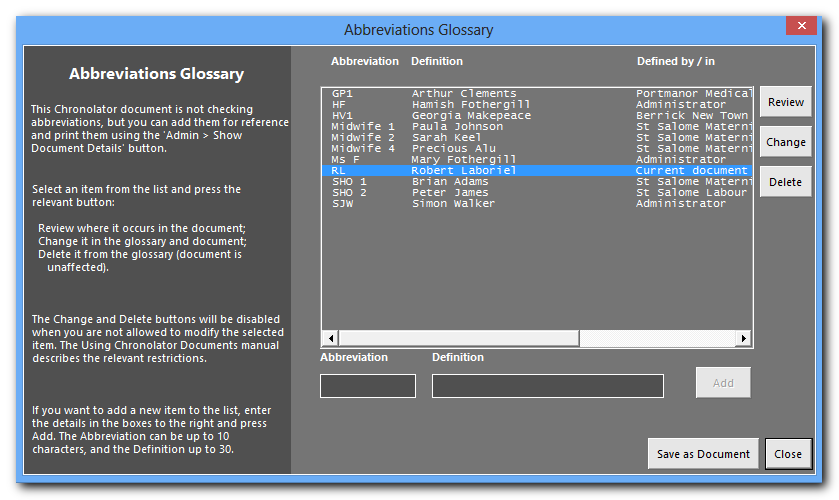 Abbreviations Glossary
x
Abbreviations Glossary
This Chronolator document is not checking
abbreviations, but you can add them for reference
and print them using the 'Admin > Show
Document Details' button.
Select an item from the list and press the
relevant button:
Review where it occurs in the document;
Change it in the glossary and document;
Delete it from the glossary (document is
unaffected).
The Change and Delete buttons will be disabled
when you are not allowed to modify the selected
item. The Using Chronolator Documents manual
describes the relevant restrictions.
If you want to add a new item to the list, enter
the details in the boxes to the right and press
Add. The Abbreviation can be up to 10
characters, and the Definition up to 30.
Abbreviation Definition Defined by / in
GP1 Arthur Clements Portmanor Medical
HF Hamish Fothergill Administrator
HV1 Georgia Makepeace Berrick New Town
Midwife 1 Paula Johnson St Salome Materni
Midwife 2 Sarah Keel St Salome Materni
Midwife 4 Precious Alu St Salome Materni
Ms F Mary Fothergill Administrator
RL Robert Laboriel Current document
SHO 1 Brian Adams St Salome Materni
SHO 2 Peter James St Salome Labour
SJW Simon Walker Administrator
Review
Change
Delete
Abbreviation Definition
Add
Save as Document Close